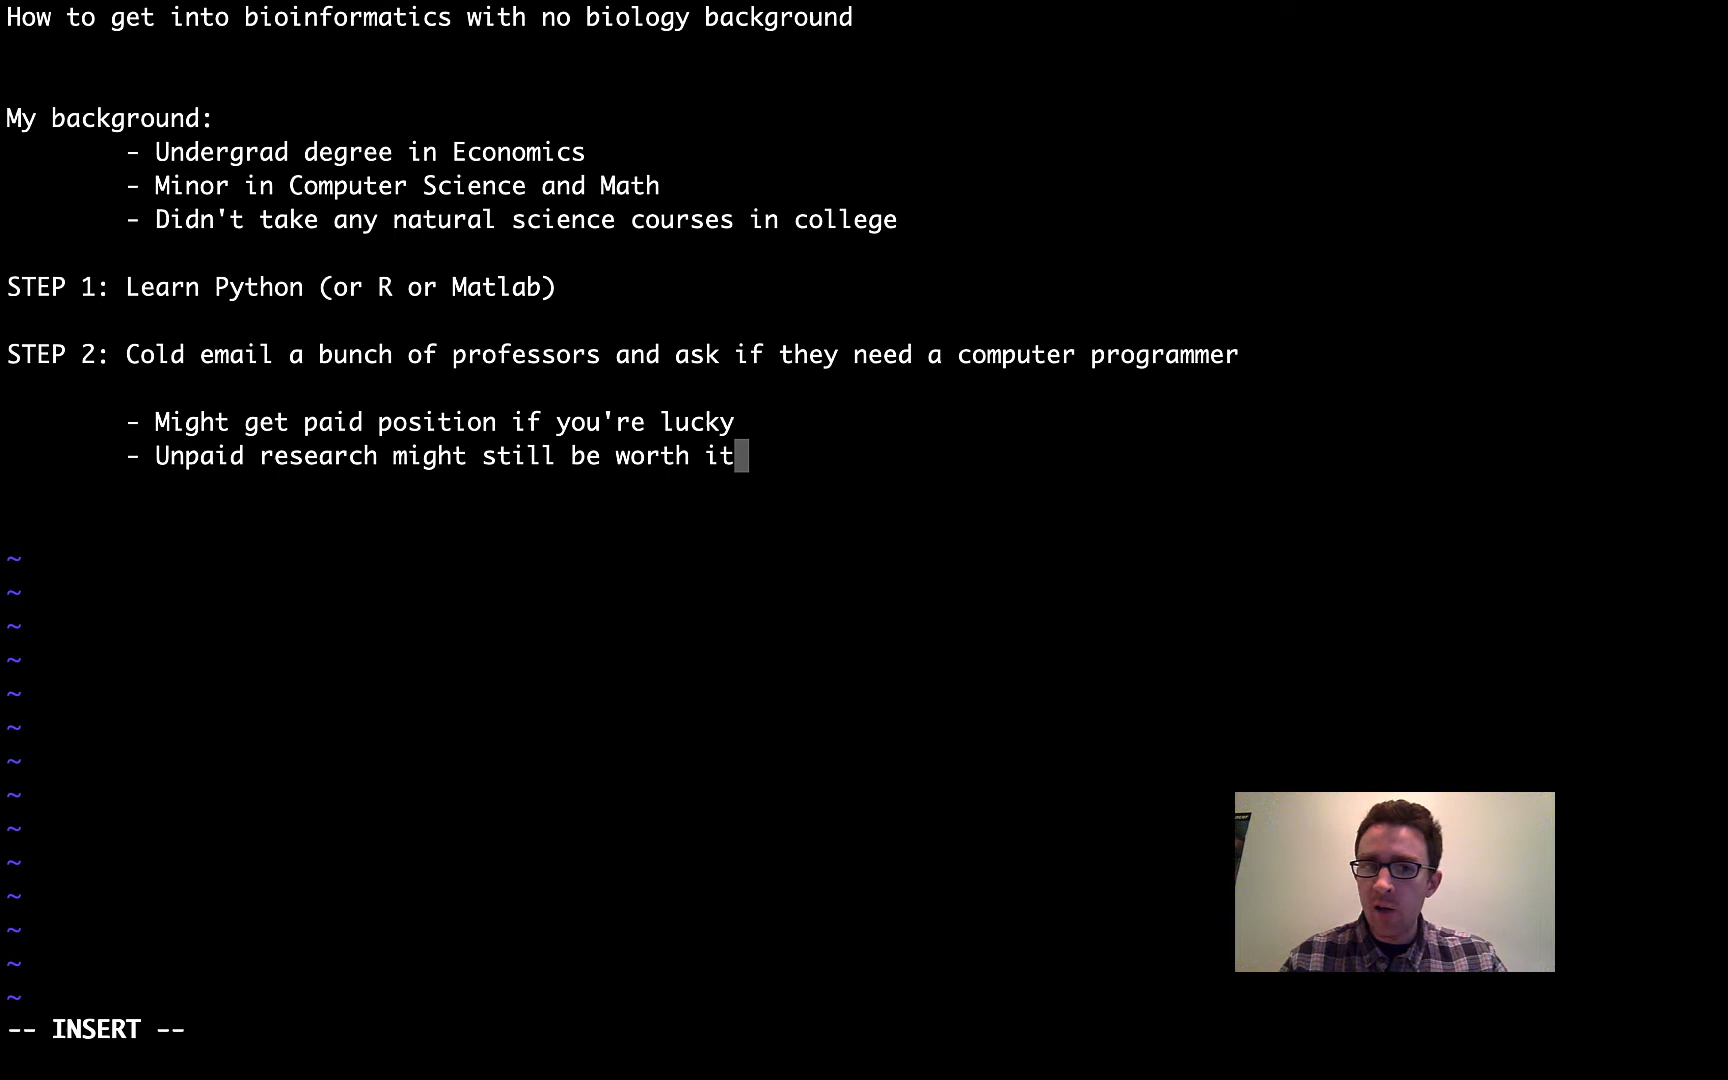 How to get into bioinformatics with no biology background
My background:
- Undergrad degree in Economics
- Minor in Computer Science and Math
- Didn't take any natural science courses in college
STEP 1: Learn Python (or R or Matlab)
STEP 2: Cold email a bunch of professors and ask if they need a computer programmer
- Might get paid position if you're lucky
- Unpaid research might still be worth it
~
~
~
~
~
~
~
~
~
~
~
~
~
~
-- INSERT --